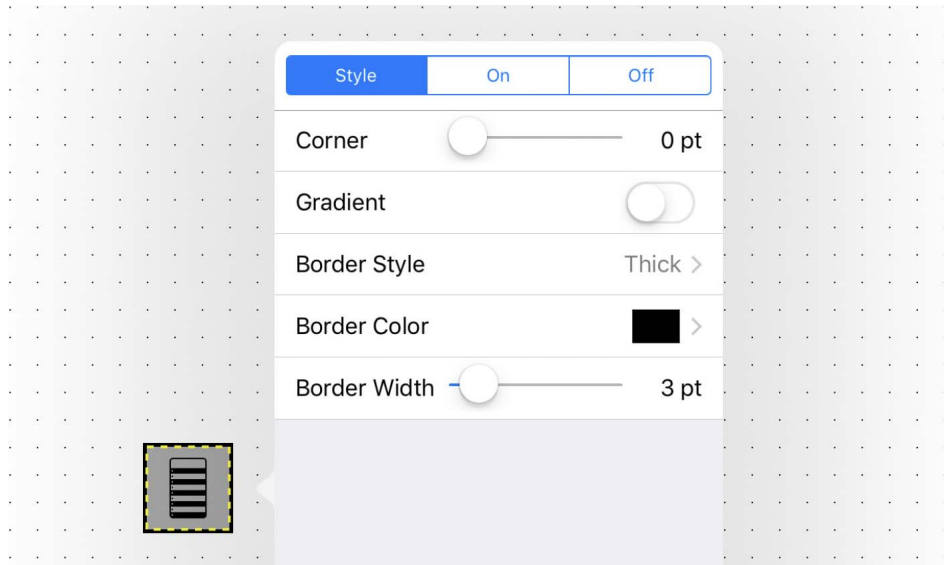 Style On Off
Corner 0 pt
Gradient
Border Style Thick
Border Color
Border Width 3 pt